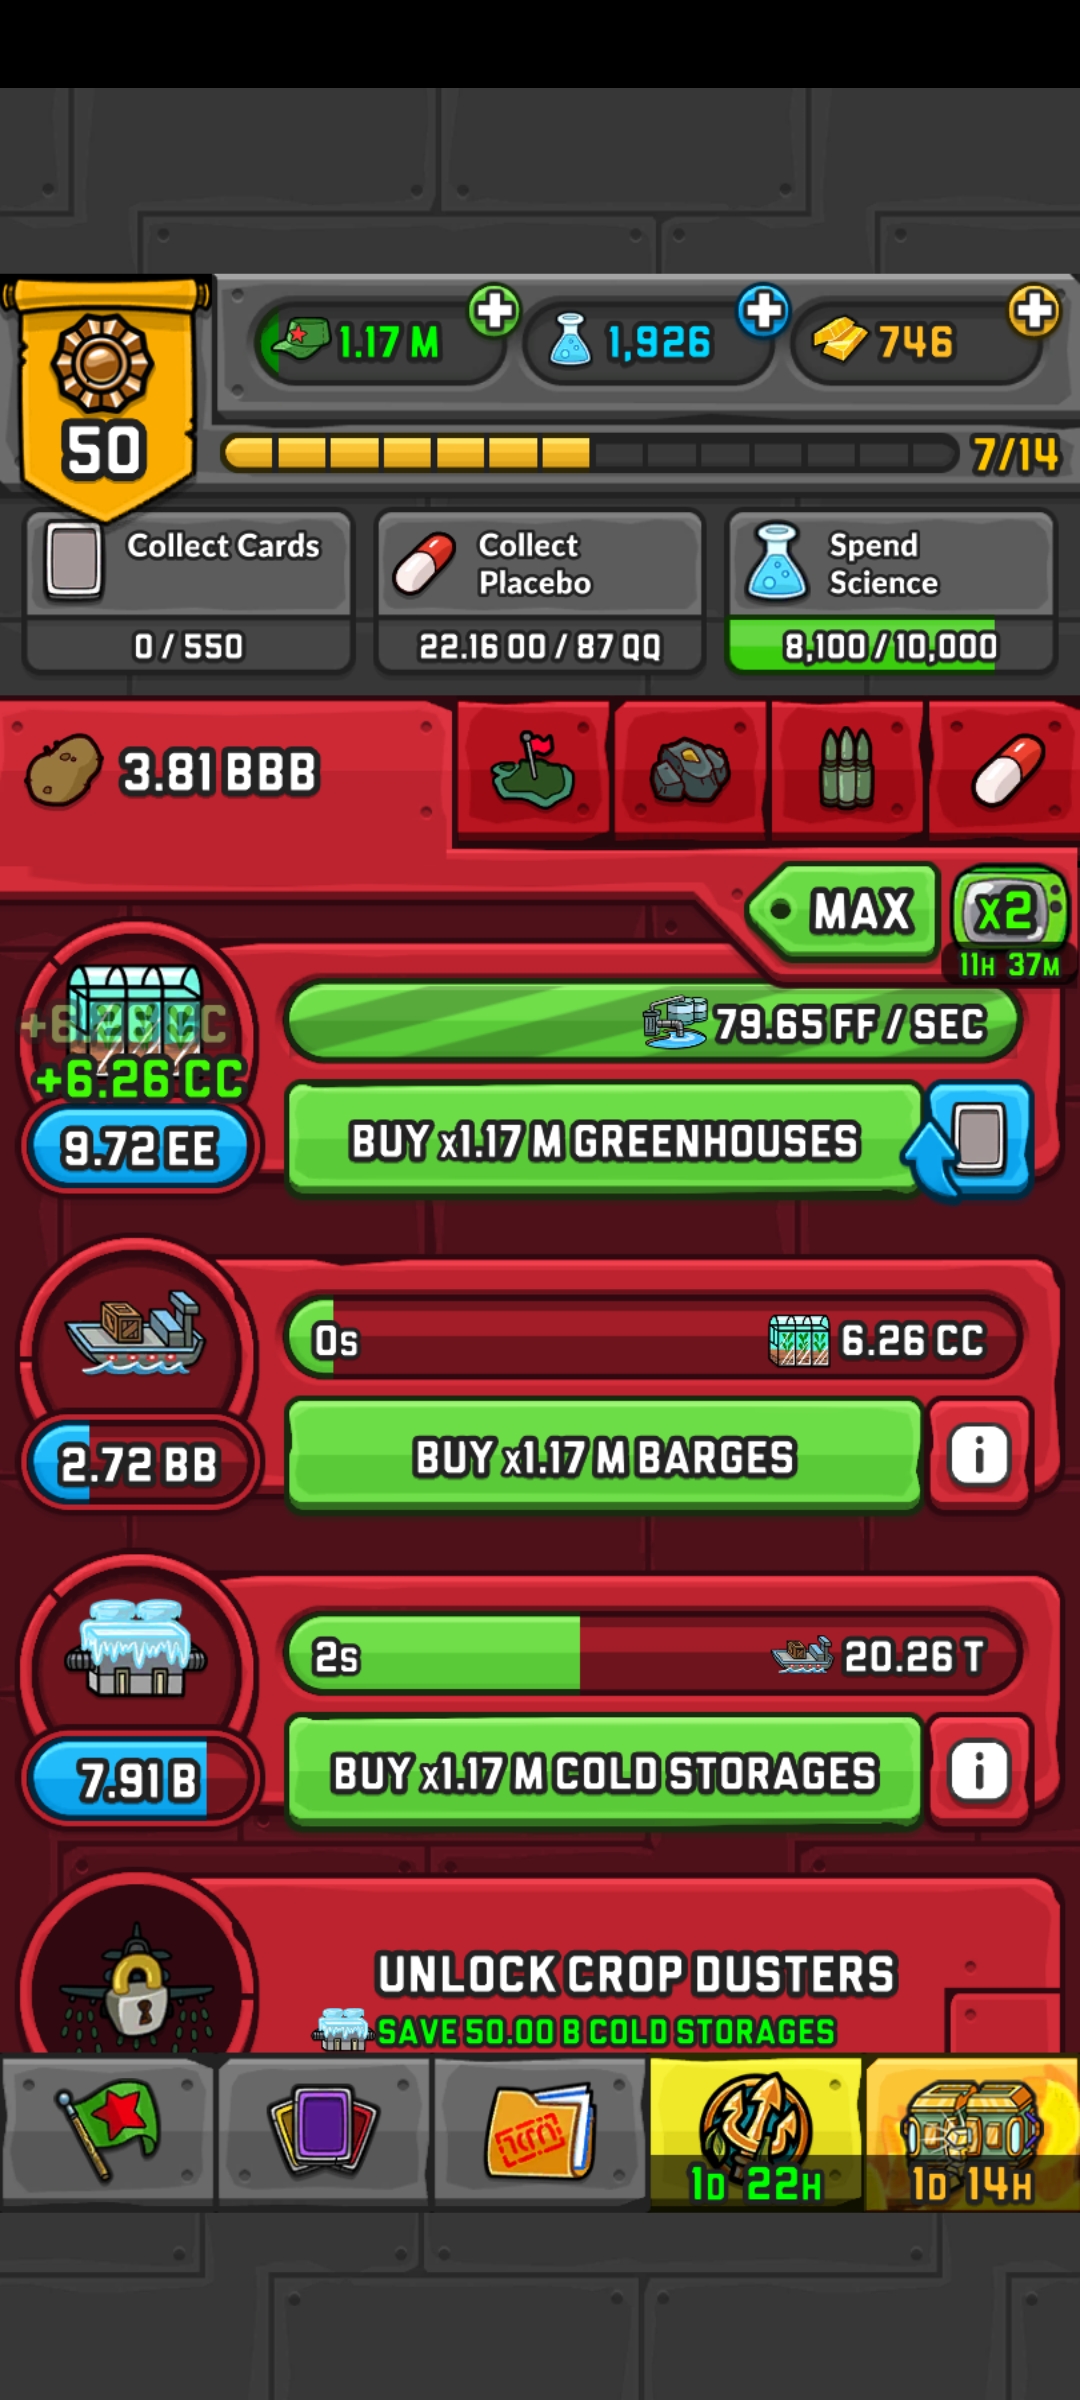 1.17 M
1,926
746
50
7/14
Collect Cards
0 / 550
Collect
Placebo
22.16 OO / 87 QQ
Spend
Science
8,100 / 10,000
3.81 BBB
MAX
x2
11H 37M
+6.26 CC
79.65 FF / SEC
9.72 EE
BUY x1.17 M GREENHOUSES
0s
6.26 CC
2.72 BB
BUY x1.17 M BARGES
i
2s
20.26 T
7.91 B
BUY x1.17 M COLD STORAGES
i
UNLOCK CROP DUSTERS
SAVE 50.00 B COLD STORAGES
1D 22H
1D 14H